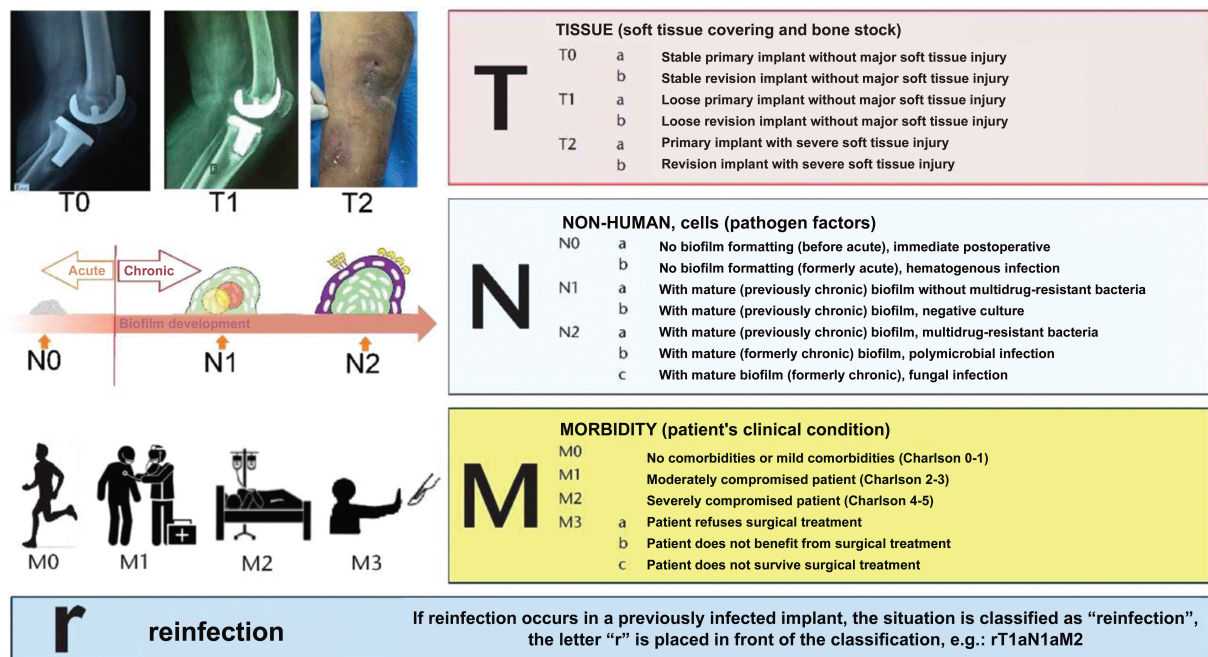 T0
T1
T2
Acute
Chronic
Biofilm development
N0
N1
N2
M0
M1
M2
M3
T
TISSUE (soft tissue covering and bone stock)
T0 a Stable primary implant without major soft tissue injury
b Stable revision implant without major soft tissue injury
T1 a Loose primary implant without major soft tissue injury
b Loose revision implant without major soft tissue injury
T2 a Primary implant with severe soft tissue injury
b Revision implant with severe soft tissue injury
N
NON-HUMAN, cells (pathogen factors)
N0 a No biofilm formatting (before acute), immediate postoperative
b No biofilm formatting (formerly acute), hematogenous infection
N1 a With mature (previously chronic) biofilm without multidrug-resistant bacteria
b With mature (previously chronic) biofilm, negative culture
N2 a With mature (previously chronic) biofilm, multidrug-resistant bacteria
b With mature (formerly chronic) biofilm, polymicrobial infection
c With mature biofilm (formerly chronic), fungal infection
M
MORBIDITY (patient's clinical condition)
M0 No comorbidities or mild comorbidities (Charlson 0-1)
M1 Moderately compromised patient (Charlson 2-3)
M2 Severely compromised patient (Charlson 4-5)
M3 a Patient refuses surgical treatment
b Patient does not benefit from surgical treatment
c Patient does not survive surgical treatment
r
reinfection
If reinfection occurs in a previously infected implant, the situation is classified as “reinfection”,
the letter “r” is placed in front of the classification, e.g.: rT1aN1aM2